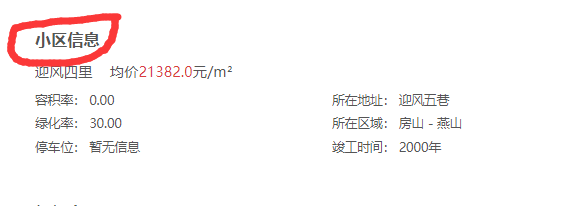 小区信息
迎风四里 均价21382.0元/m²
容积率： 0.00 所在地址： 迎风五巷
绿化率： 30.00 所在区域： 房山 - 燕山
停车位： 暂无信息 竣工时间： 2000年